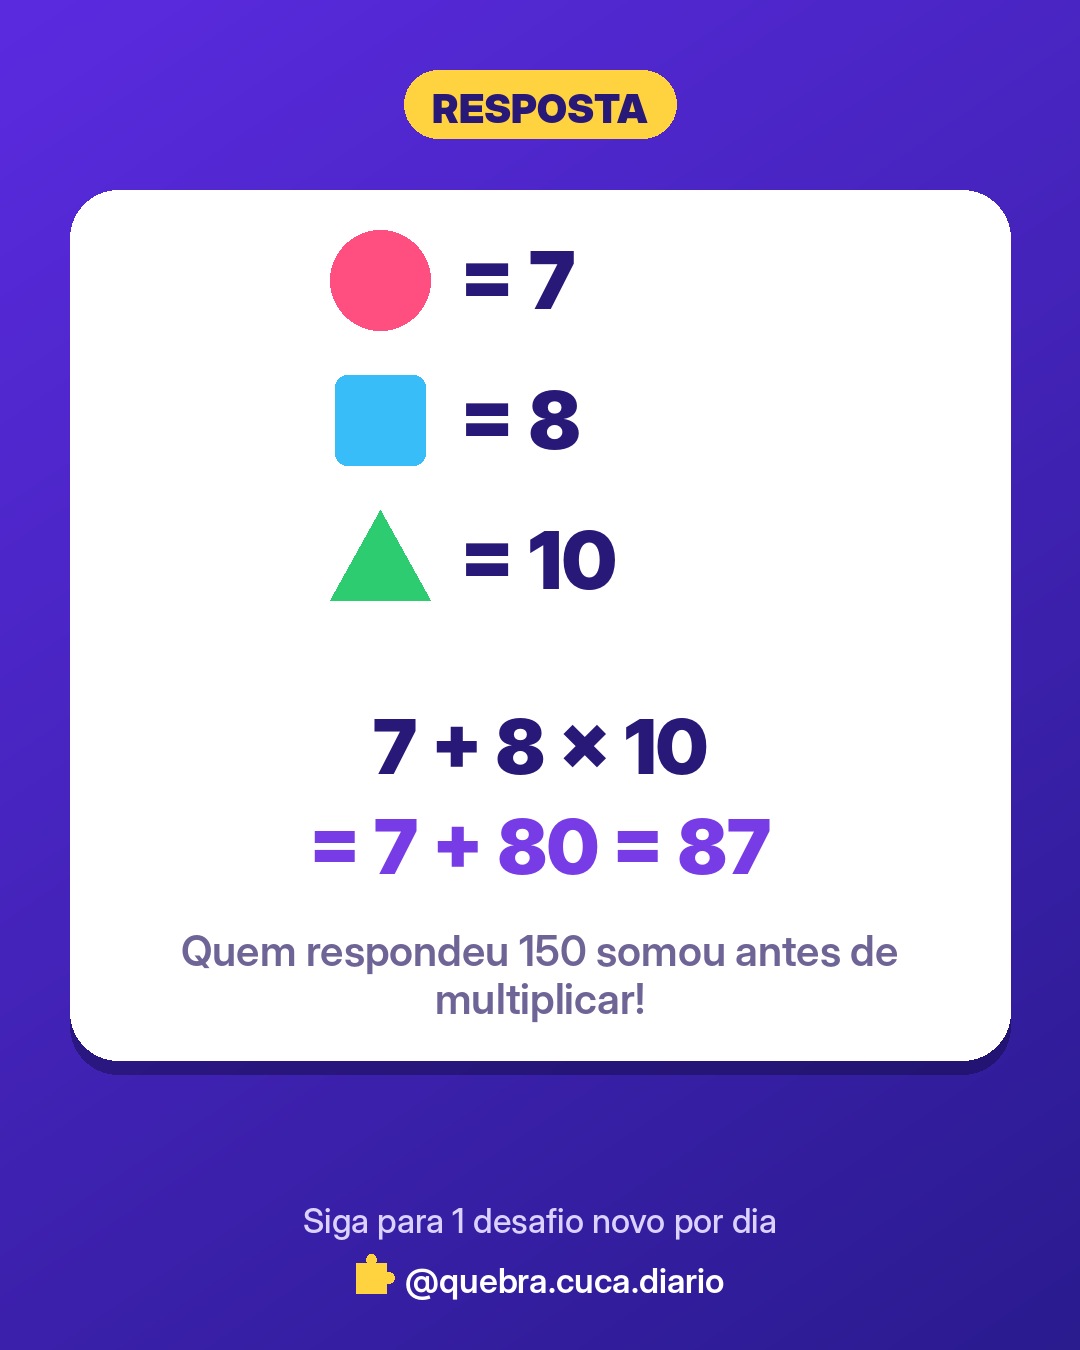 RESPOSTA
= 7
= 8
= 10
7 + 8 × 10
= 7 + 80 = 87
Quem respondeu 150 somou antes de
multiplicar!
Siga para 1 desafio novo por dia
@quebra.cuca.diario